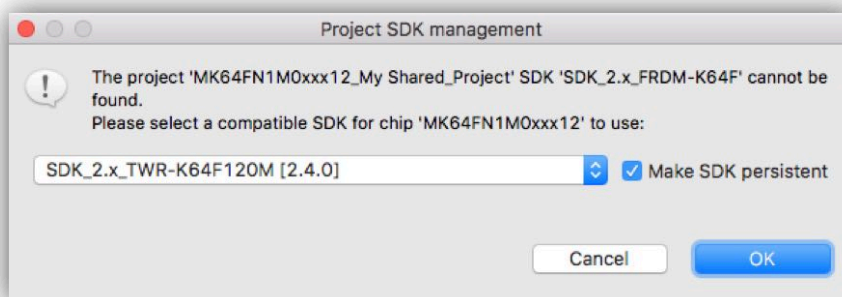 Project SDK management
The project 'MK64FN1M0xxx12_My Shared_Project' SDK 'SDK_2.x_FRDM-K64F' cannot be
found.
Please select a compatible SDK for chip 'MK64FN1M0xxx12' to use:
SDK_2.x_TWR-K64F120M [2.4.0]
Make SDK persistent
Cancel
OK